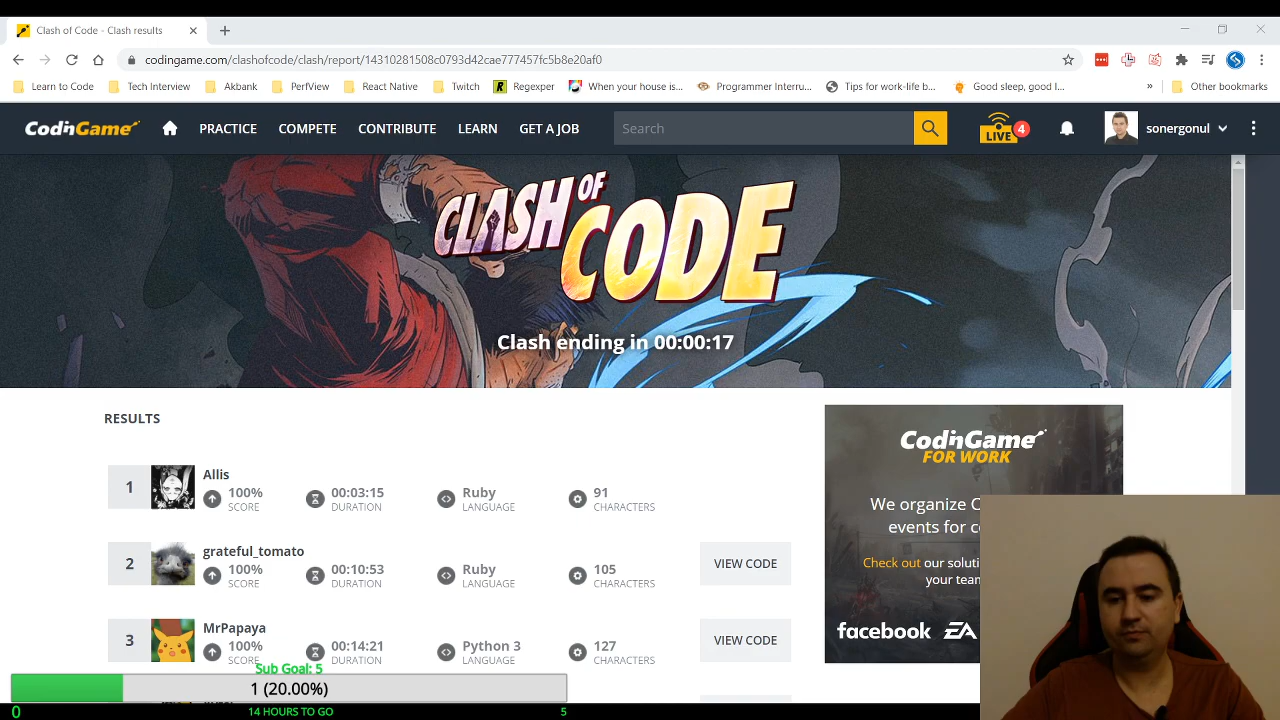 Clash of Code - Clash results
codingame.com/clashofcode/clash/report/14310281509c0793d42cae777457fc5b8e20af0
Learn to Code
Tech Interview
Akbank
PerfView
React Native
Twitch
R
Regexper
When your house is...
Programmer Interru...
Tips for work-life b...
Good sleep, good l...
»
Other bookmarks
CodinGame
PRACTICE
COMPETE
CONTRIBUTE
LEARN
GET A JOB
Search
LIVE
4
sonergonul
CLASH OF CODE
Clash ending in 00:00:17
RESULTS
1
Allis
100%
SCORE
00:03:15
DURATION
Ruby
LANGUAGE
91
CHARACTERS
2
grateful_tomato
100%
SCORE
00:10:53
DURATION
Ruby
LANGUAGE
105
CHARACTERS
VIEW CODE
3
MrPapaya
100%
SCORE
00:14:21
DURATION
Python 3
LANGUAGE
127
CHARACTERS
VIEW CODE
CodinGame
FOR WORK
We organize C
events for c
Check out our soluti
your team
facebook EA
Sub Goal: 5
1 (20.00%)
0
14 HOURS TO GO
5